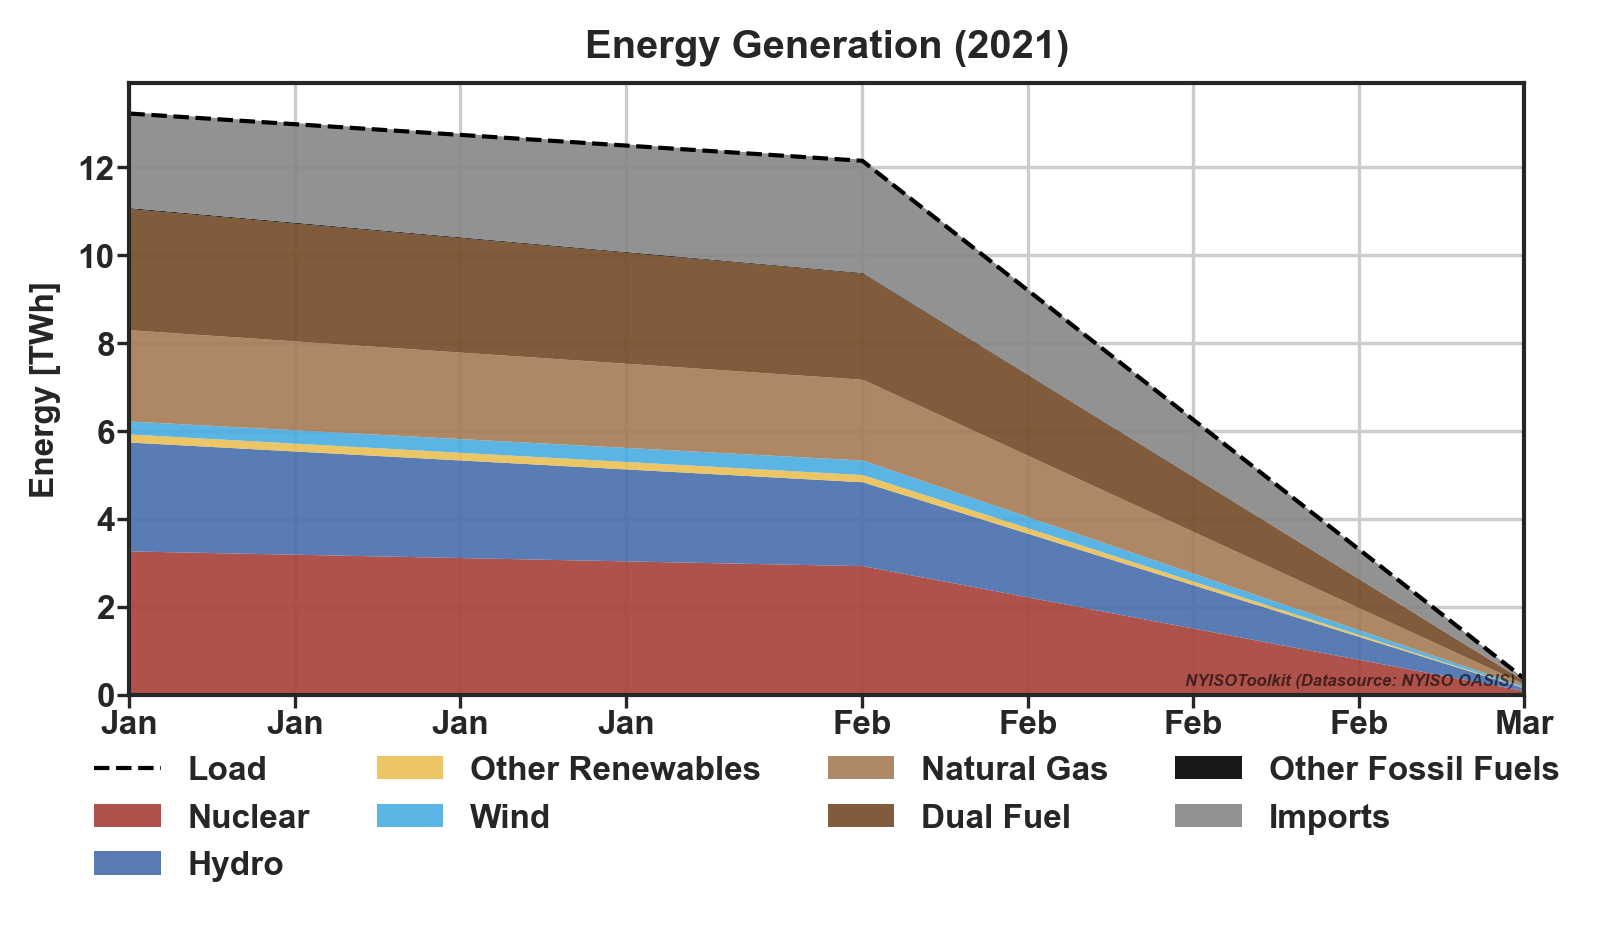 Energy Generation (2021)
Energy [TWh]
12
10
8
6
4
2
0
Jan Jan Jan Jan Feb Feb Feb Feb Mar
NYISOToolkit (Datasource: NYISO OASIS)
Load Other Renewables Natural Gas Other Fossil Fuels
Nuclear Wind Dual Fuel Imports
Hydro